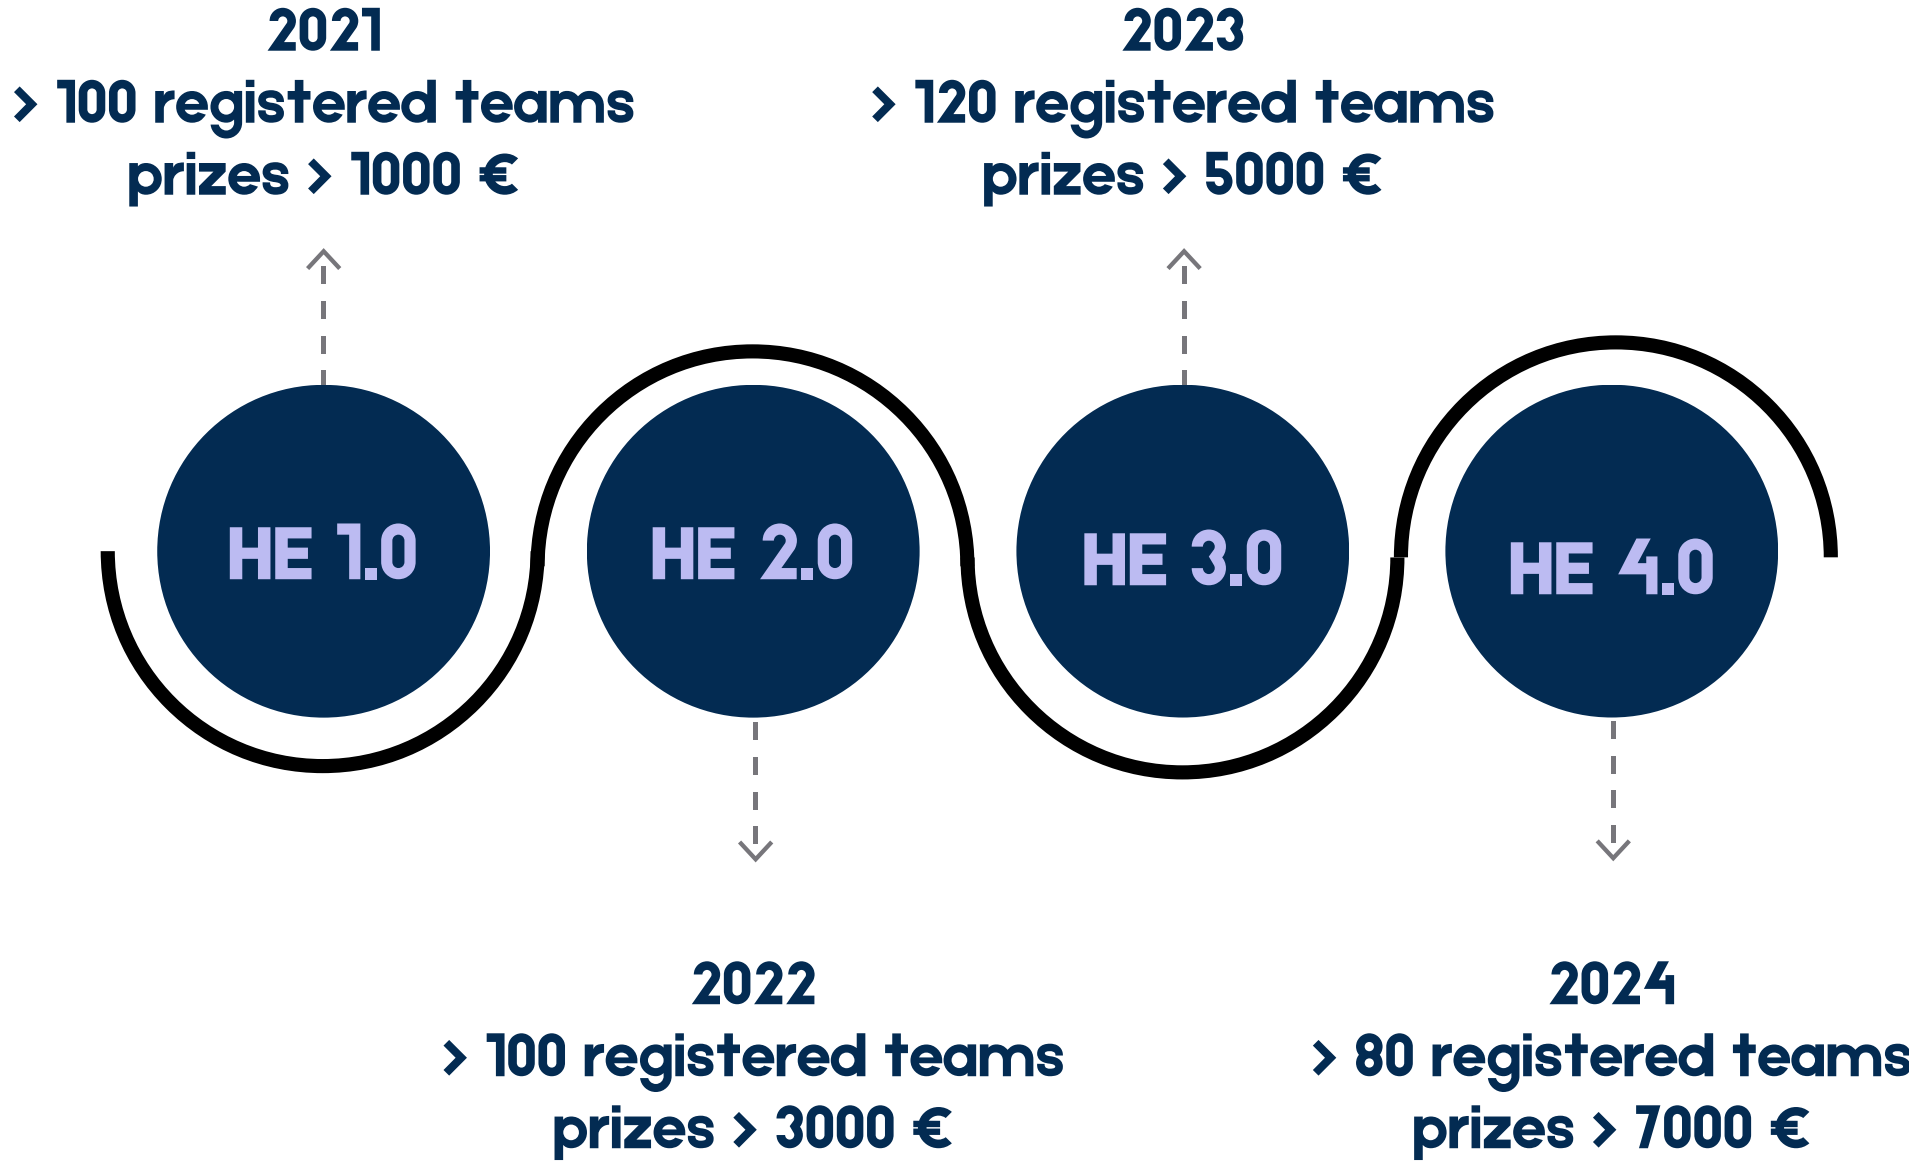 2021
> 100 registered teams
prizes > 1000 €
2023
> 120 registered teams
prizes > 5000 €
HE 1.0
HE 2.0
HE 3.0
HE 4.0
2022
> 100 registered teams
prizes > 3000 €
2024
> 80 registered teams
prizes > 7000 €